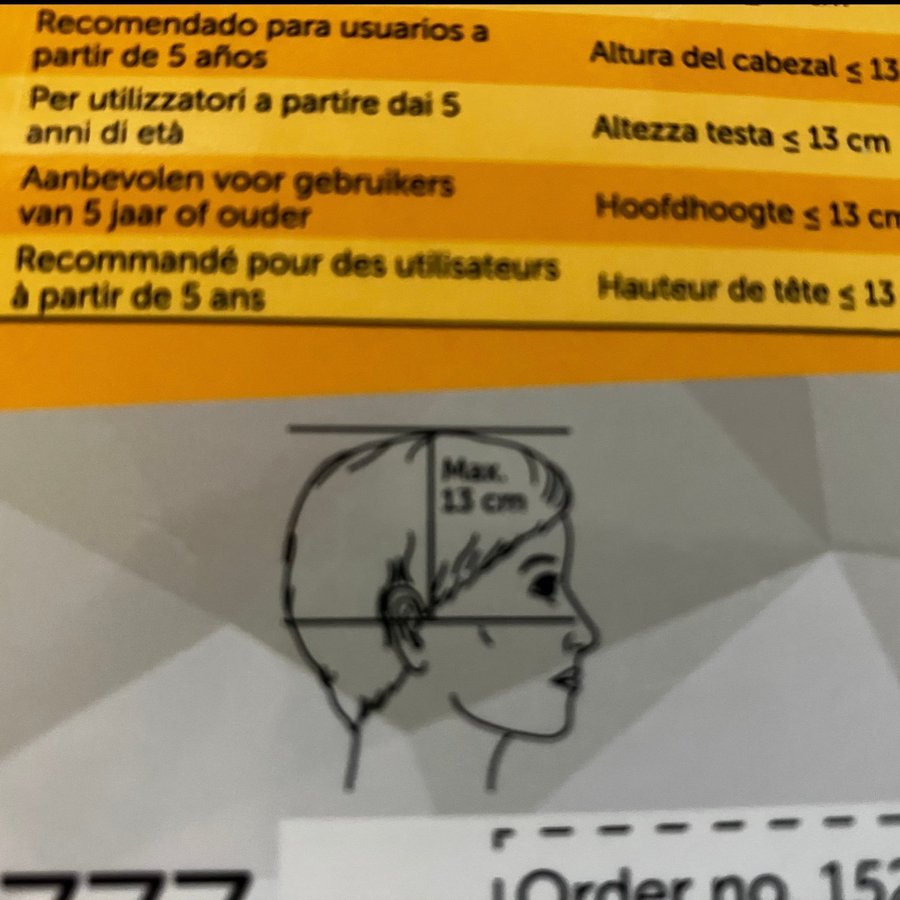 Recomendado para usuarios a
partir de 5 años
Altura del cabezal ≤ 13
Per utilizzatori a partire dai 5
anni di età
Altezza testa ≤ 13 cm
Aanbevolen voor gebruikers
van 5 jaar of ouder
Hoofdhoogte ≤ 13 cm
Recommandé pour des utilisateurs
à partir de 5 ans
Hauteur de tête ≤ 13
Max.
13 cm
777
Order no. 152